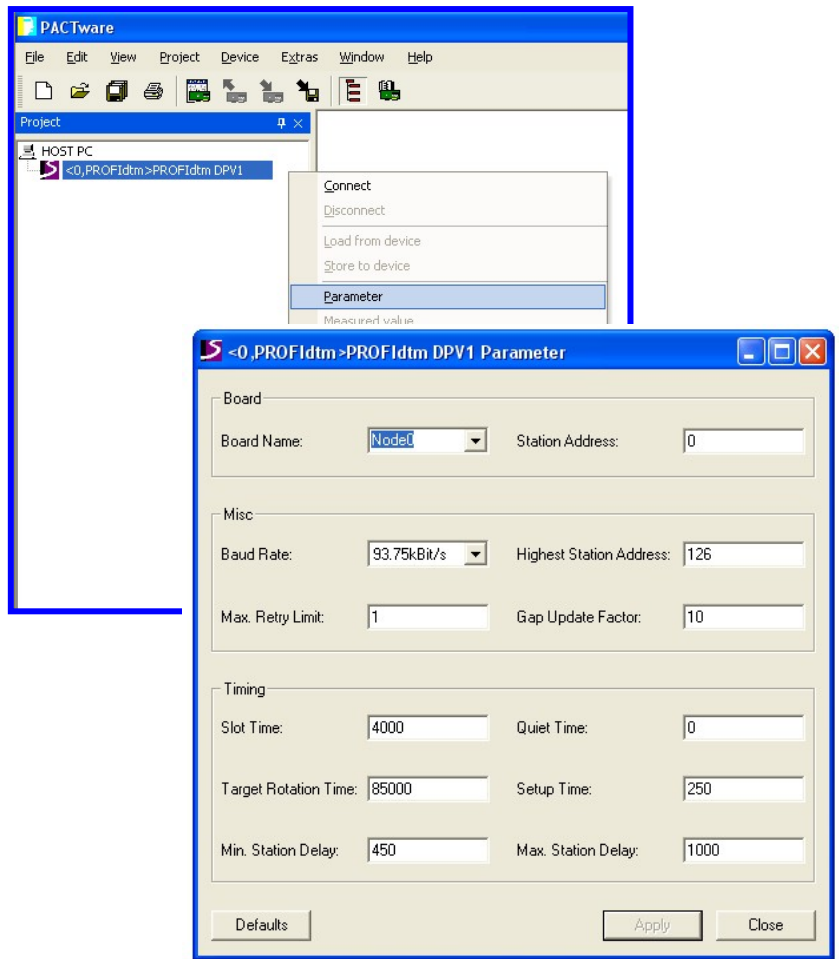 PACTware
File Edit View Project Device Extras Window Help
Project
HOST PC
<0,PROFIdtm>PROFIdtm DPV1
Connect
Disconnect
Load from device
Store to device
Parameter
Measured value
<0,PROFIdtm>PROFIdtm DPV1 Parameter
Board
Board Name: Node0 Station Address: 0
Misc
Baud Rate: 93.75kBit/s Highest Station Address: 126
Max. Retry Limit: 1 Gap Update Factor: 10
Timing
Slot Time: 4000 Quiet Time: 0
Target Rotation Time: 85000 Setup Time: 250
Min. Station Delay: 450 Max. Station Delay: 1000
Defaults Apply Close